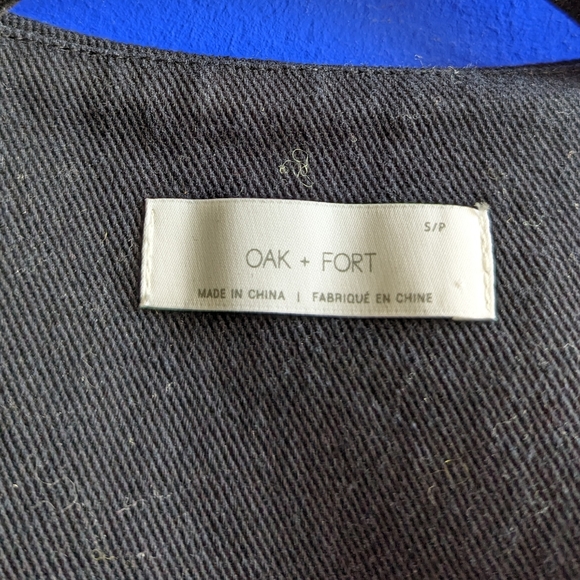 S/P
OAK + FORT
MADE IN CHINA | FABRIQUÉ EN CHINE